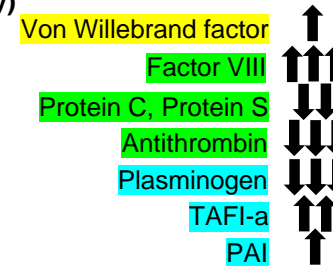 Von Willebrand factor
Factor VIII
Protein C, Protein S
Antithrombin
Plasminogen
TAFI-a
PAI